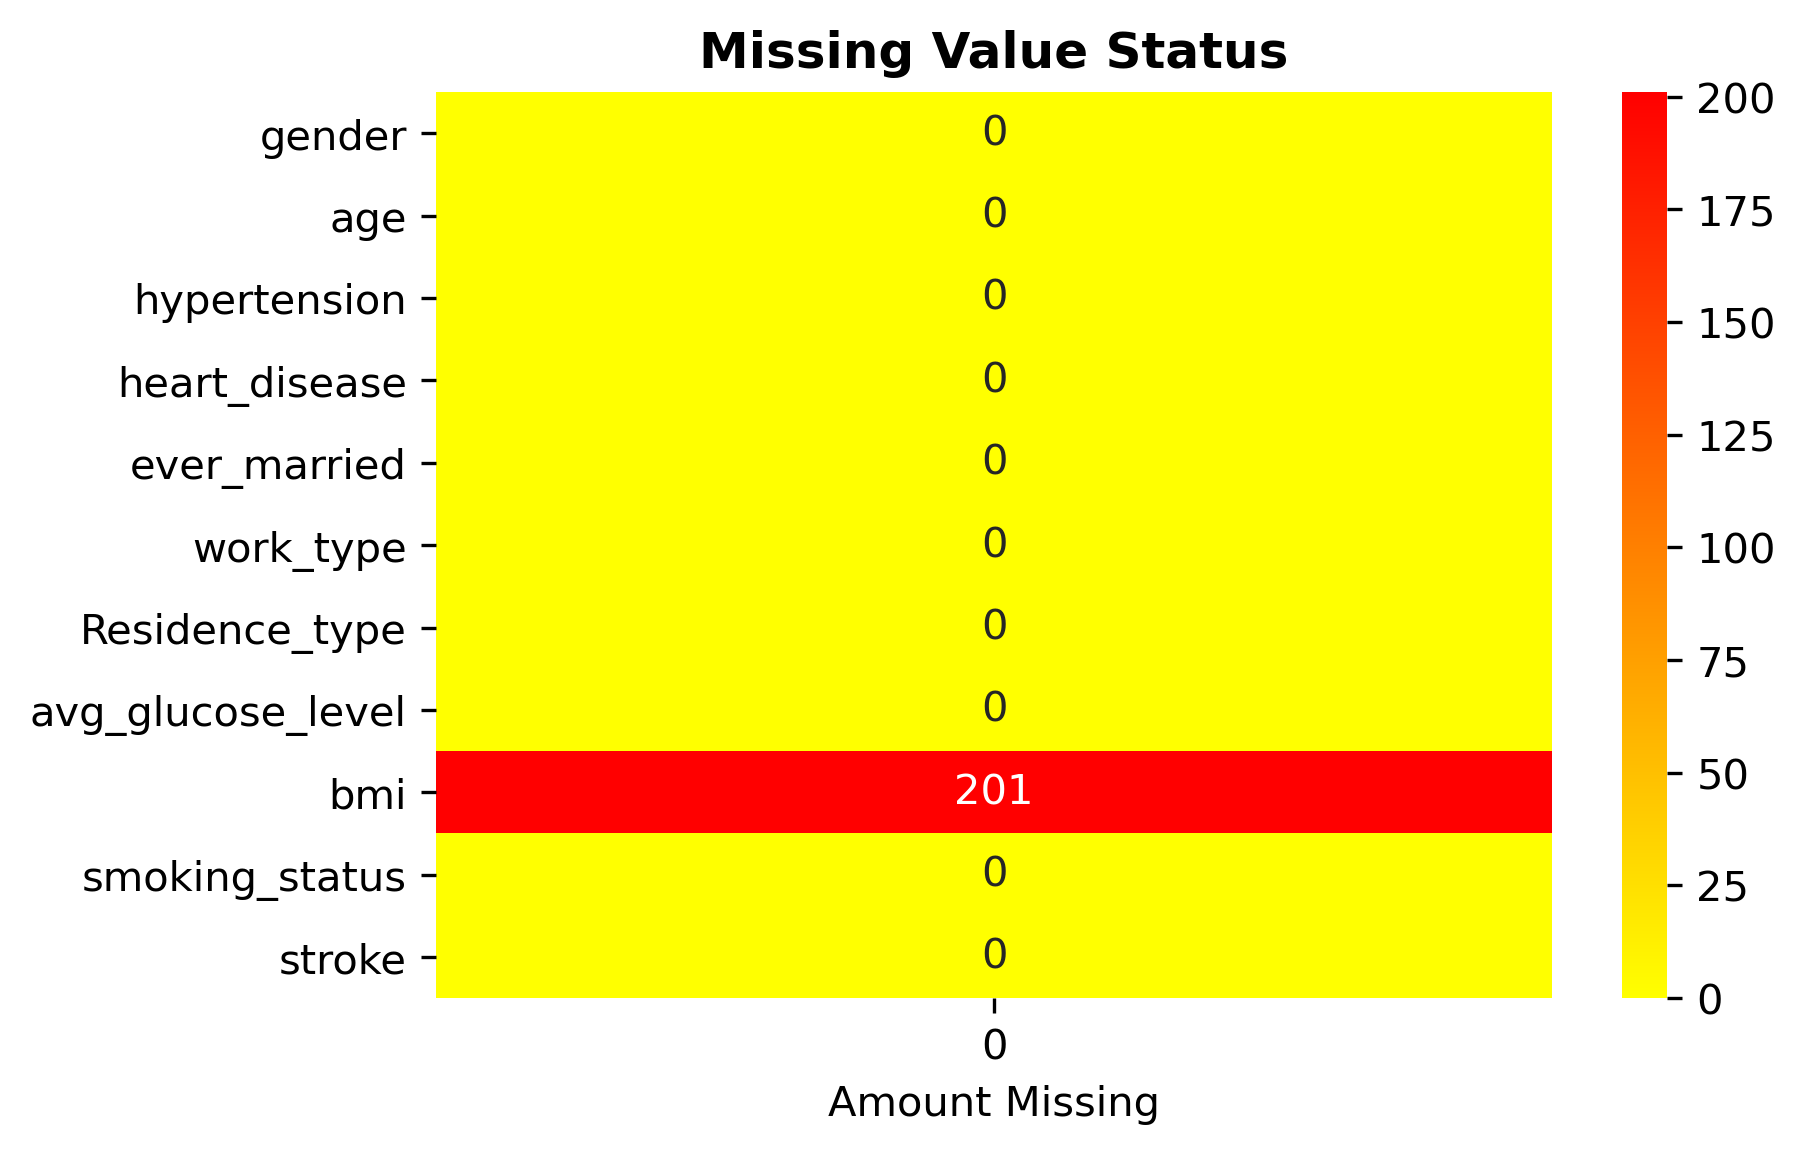 Missing Value Status
gender 0
age 0
hypertension 0
heart_disease 0
ever_married 0
work_type 0
Residence_type 0
avg_glucose_level 0
bmi 201
smoking_status 0
stroke 0
0
Amount Missing
200
175
150
125
100
75
50
25
0